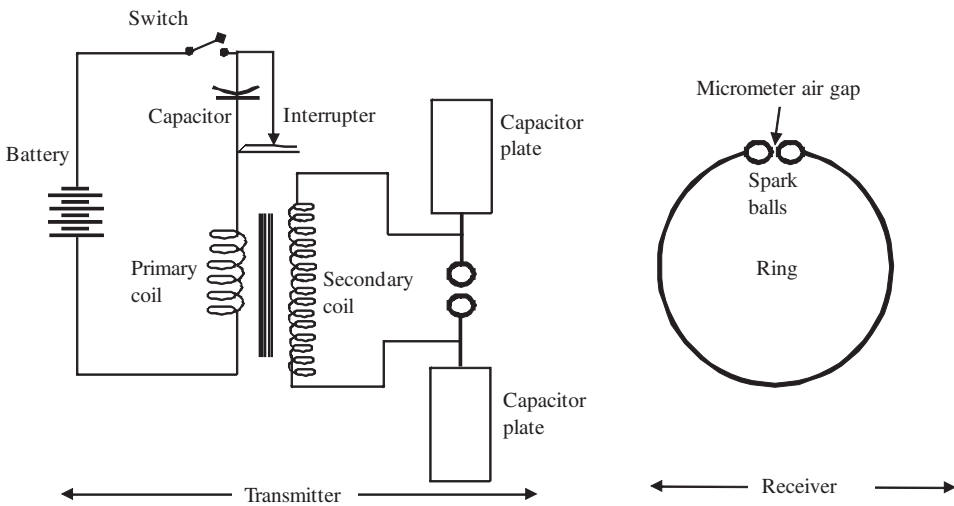 Switch
Capacitor
Interrupter
Battery
Primary
coil
Secondary
coil
Capacitor
plate
Capacitor
plate
Transmitter
Micrometer air gap
Spark
balls
Ring
Receiver